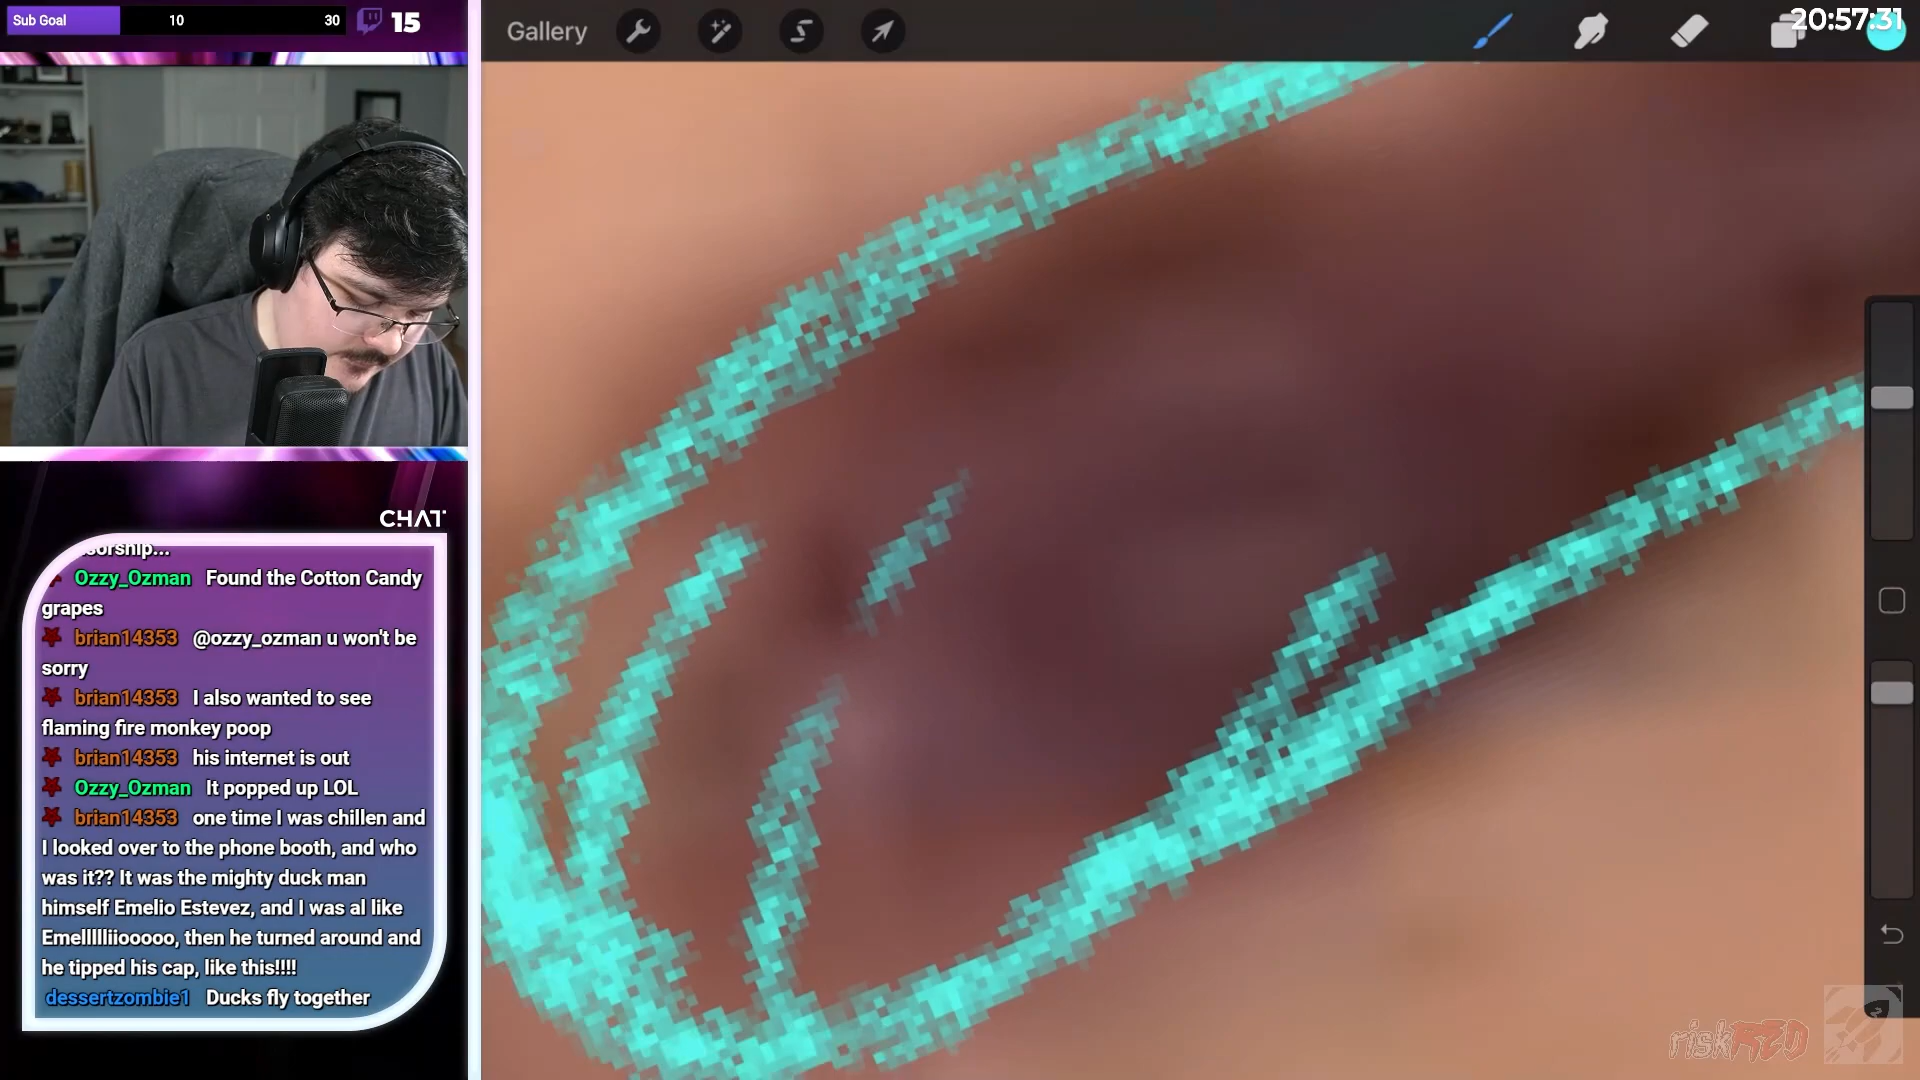 Sub Goal 10 30 15
Gallery
20:57:31
CHAT
Ozzy_Ozman Found the Cotton Candy
grapes
brian14353 @ozzy_ozman u won't be
sorry
brian14353 I also wanted to see
flaming fire monkey poop
brian14353 his internet is out
Ozzy_Ozman It popped up LOL
brian14353 one time I was chillen and
I looked over to the phone booth, and who
was it?? It was the mighty duck man
himself Emelio Estevez, and I was al like
Emellllliiooooo, then he turned around and
he tipped his cap, like this!!!!
dessertzombie1 Ducks fly together
riskRED